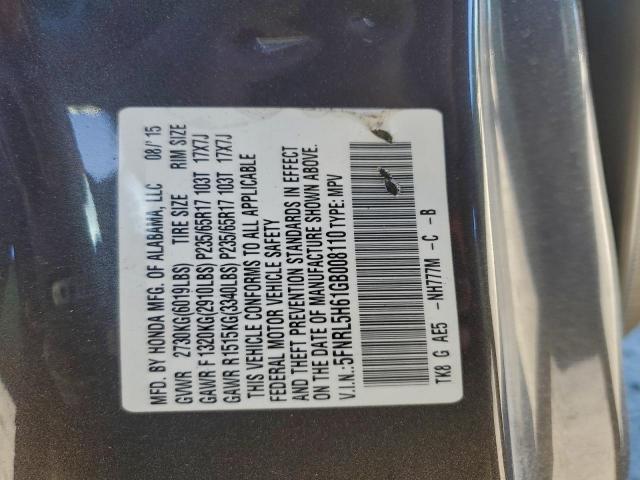 MFD. BY HONDA MFG. OF ALABAMA, LLC 08/15
GVWR 2730KG(6019LBS) TIRE SIZE RIM SIZE
GAWR F 1320KG(2910LBS) P235/65R17 103T 17X7J
GAWR R 1515KG(3340LBS) P235/65R17 103T 17X7J
THIS VEHICLE CONFORMS TO ALL APPLICABLE
FEDERAL MOTOR VEHICLE SAFETY
AND THEFT PREVENTION STANDARDS IN EFFECT
ON THE DATE OF MANUFACTURE SHOWN ABOVE.
V.I.N.: 5FNRL5H61GB008110 TYPE: MPV
TK8 G AE5 -NH777M -C -B